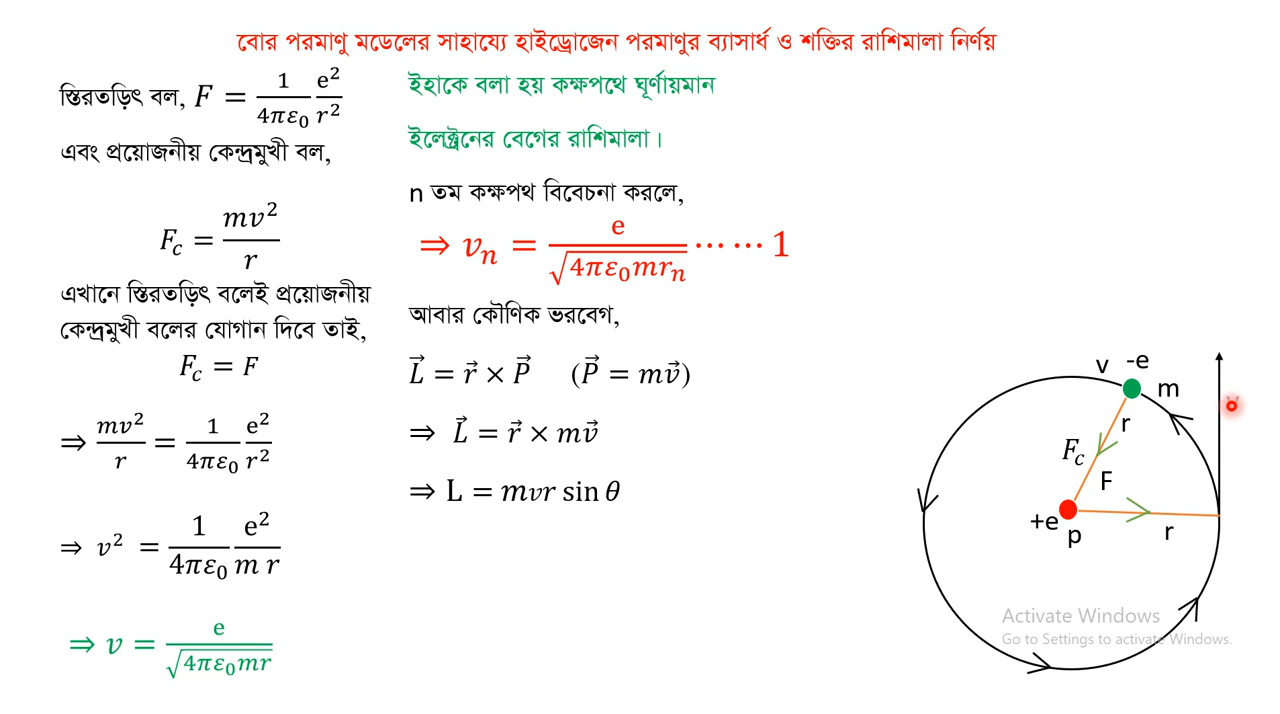 বোর পরমাণু মডেলের সাহায্যে হাইড্রোজেন পরমাণুর ব্যাসার্ধ ও শক্তির রাশিমালা নির্ণয়
স্তিরতড়িৎ বল, F = 1/4πε₀ e²/r²
এবং প্রয়োজনীয় কেন্দ্রমুখী বল,
F_c = mv²/r
এখানে স্তিরতড়িৎ বলেই প্রয়োজনীয়
কেন্দ্রমুখী বলের যোগান দিবে তাই,
F_c = F
⇒ mv²/r = 1/4πε₀ e²/r²
⇒ v² = 1/4πε₀ e²/m r
⇒ v = e/√4πε₀mr
ইহাকে বলা হয় কক্ষপথে ঘূর্ণায়মান
ইলেক্ট্রনের বেগের রাশিমালা।
n তম কক্ষপথ বিবেচনা করলে,
⇒ vₙ = e/√4πε₀mrₙ ⋯⋯ 1
আবার কৌণিক ভরবেগ,
L⃗ = r⃗ × P⃗ (P⃗ = mv⃗)
⇒ L⃗ = r⃗ × mv⃗
⇒ L = mvr sin θ
v -e
m
r
F_c
F
+e
p
r
Activate Windows
Go to Settings to activate Windows.